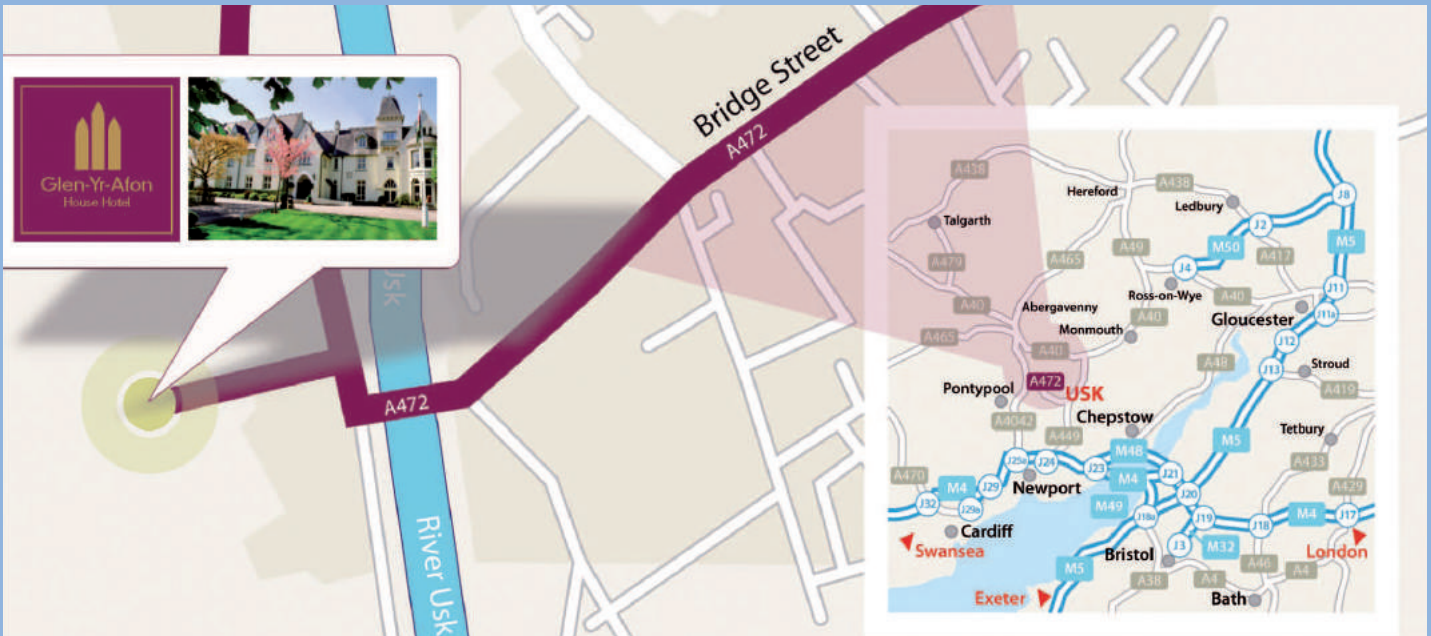 Glen-Yr-Afon
House Hotel
Bridge Street
A472
Usk
A472
River Usk
A438
Hereford
A438
Ledbury
J8
Talgarth
J2
M50
M5
A49
A417
A479
A465
J4
Ross-on-Wye
A40
J11
A40
Abergavenny
A40
Gloucester
J11a
Monmouth
A465
A40
J12
A48
J13
Stroud
A472
USK
Pontypool
A419
Chepstow
A4042
A449
M5
Tetbury
M48
A433
J25a
J24
J23
J21
A470
M4
J29
Newport
M4
A429
J32
J29a
M49
J20
J18a
J19
J18
M4
J17
Cardiff
Swansea
Bristol
J3
M32
London
M5
A38
A4
A46
A4
Exeter
Bath